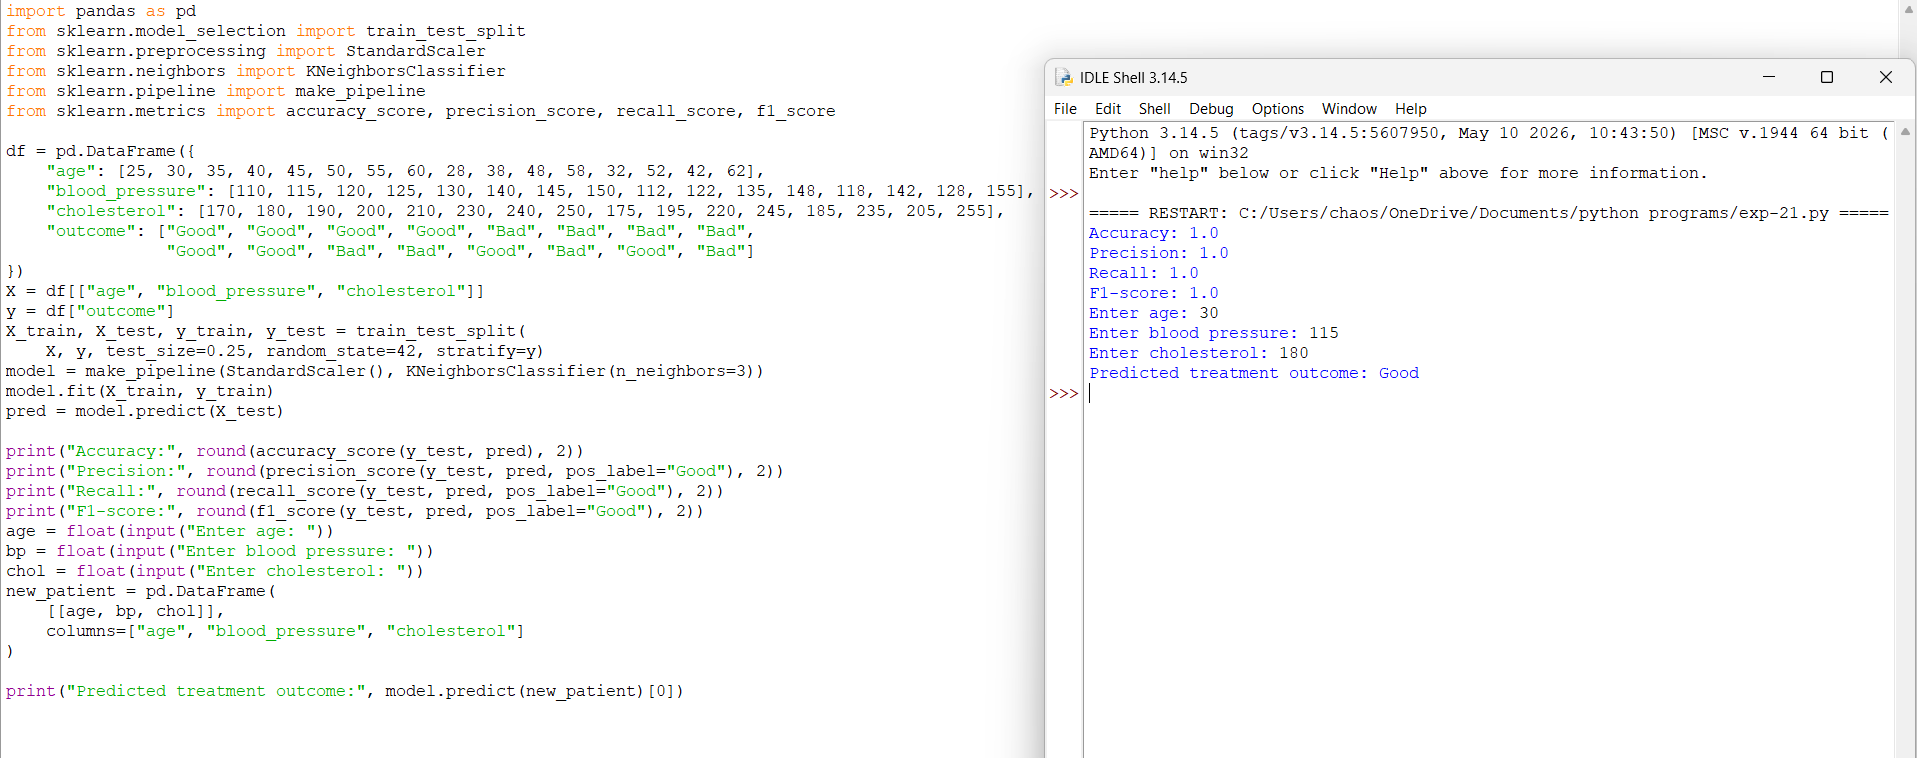 import pandas as pd
from sklearn.model_selection import train_test_split
from sklearn.preprocessing import StandardScaler
from sklearn.neighbors import KNeighborsClassifier
from sklearn.pipeline import make_pipeline
from sklearn.metrics import accuracy_score, precision_score, recall_score, f1_score

df = pd.DataFrame({
    "age": [25, 30, 35, 40, 45, 50, 55, 60, 28, 38, 48, 58, 32, 52, 42, 62],
    "blood_pressure": [110, 115, 120, 125, 130, 140, 145, 150, 112, 122, 135, 148, 118, 142, 128, 155],
    "cholesterol": [170, 180, 190, 200, 210, 230, 240, 250, 175, 195, 220, 245, 185, 235, 205, 255],
    "outcome": ["Good", "Good", "Good", "Good", "Bad", "Bad", "Bad", "Bad",
                "Good", "Good", "Bad", "Bad", "Good", "Bad", "Good", "Bad"]
})
X = df[["age", "blood_pressure", "cholesterol"]]
y = df["outcome"]
X_train, X_test, y_train, y_test = train_test_split(
    X, y, test_size=0.25, random_state=42, stratify=y)
model = make_pipeline(StandardScaler(), KNeighborsClassifier(n_neighbors=3))
model.fit(X_train, y_train)
pred = model.predict(X_test)

print("Accuracy:", round(accuracy_score(y_test, pred), 2))
print("Precision:", round(precision_score(y_test, pred, pos_label="Good"), 2))
print("Recall:", round(recall_score(y_test, pred, pos_label="Good"), 2))
print("F1-score:", round(f1_score(y_test, pred, pos_label="Good"), 2))
age = float(input("Enter age: "))
bp = float(input("Enter blood pressure: "))
chol = float(input("Enter cholesterol: "))
new_patient = pd.DataFrame(
    [[age, bp, chol]],
    columns=["age", "blood_pressure", "cholesterol"]
)

print("Predicted treatment outcome:", model.predict(new_patient)[0])
IDLE Shell 3.14.5
File Edit Shell Debug Options Window Help
Python 3.14.5 (tags/v3.14.5:5607950, May 10 2026, 10:43:50) [MSC v.1944 64 bit (
AMD64)] on win32
Enter "help" below or click "Help" above for more information.
>>>
===== RESTART: C:/Users/chaos/OneDrive/Documents/python programs/exp-21.py =====
Accuracy: 1.0
Precision: 1.0
Recall: 1.0
F1-score: 1.0
Enter age: 30
Enter blood pressure: 115
Enter cholesterol: 180
Predicted treatment outcome: Good
>>>